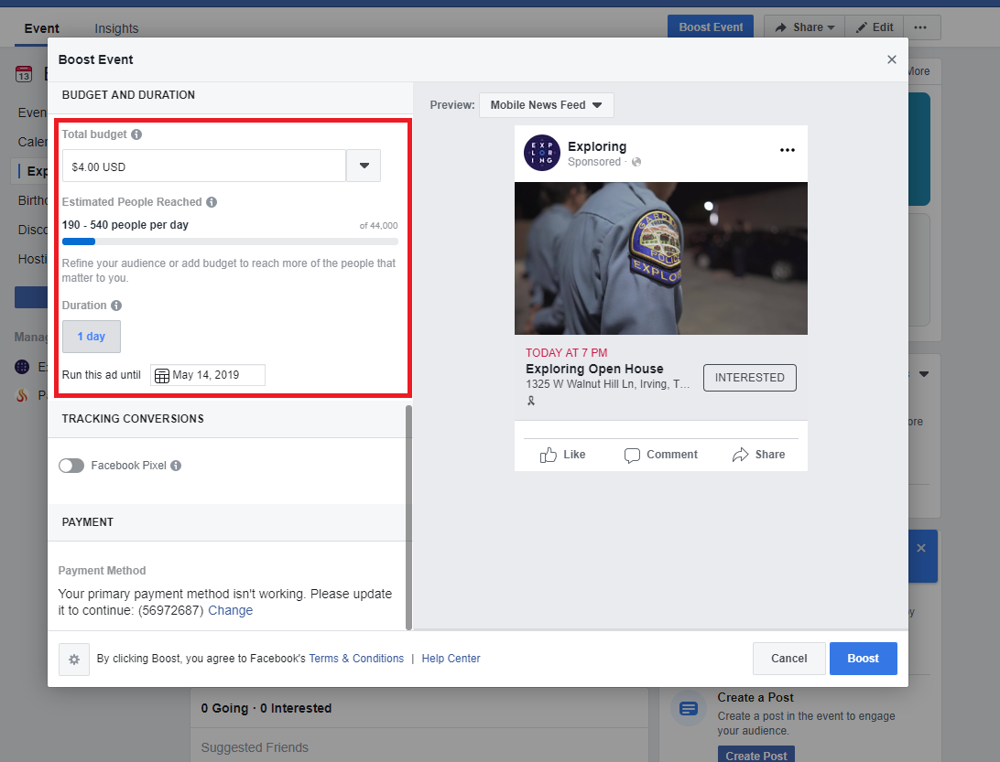 Event
Insights
Boost Event
Share
Edit
Boost Event
13
More
BUDGET AND DURATION
Total budget
$4.00 USD
Estimated People Reached
190 - 540 people per day
of 44,000
Refine your audience or add budget to reach more of the people that
matter to you.
Duration
1 day
Run this ad until
May 14, 2019
TRACKING CONVERSIONS
Facebook Pixel
PAYMENT
Payment Method
Your primary payment method isn't working. Please update
it to continue: (56972687) Change
Preview:
Mobile News Feed
EXP
LOR
ING
Exploring
Sponsored ·
POLICE
EXPLO
TODAY AT 7 PM
Exploring Open House
1325 W Walnut Hill Ln, Irving, T...
INTERESTED
Like
Comment
Share
By clicking Boost, you agree to Facebook's Terms & Conditions | Help Center
Cancel
Boost
0 Going · 0 Interested
Suggested Friends
Create a Post
Create a post in the event to engage
your audience.
Create Post